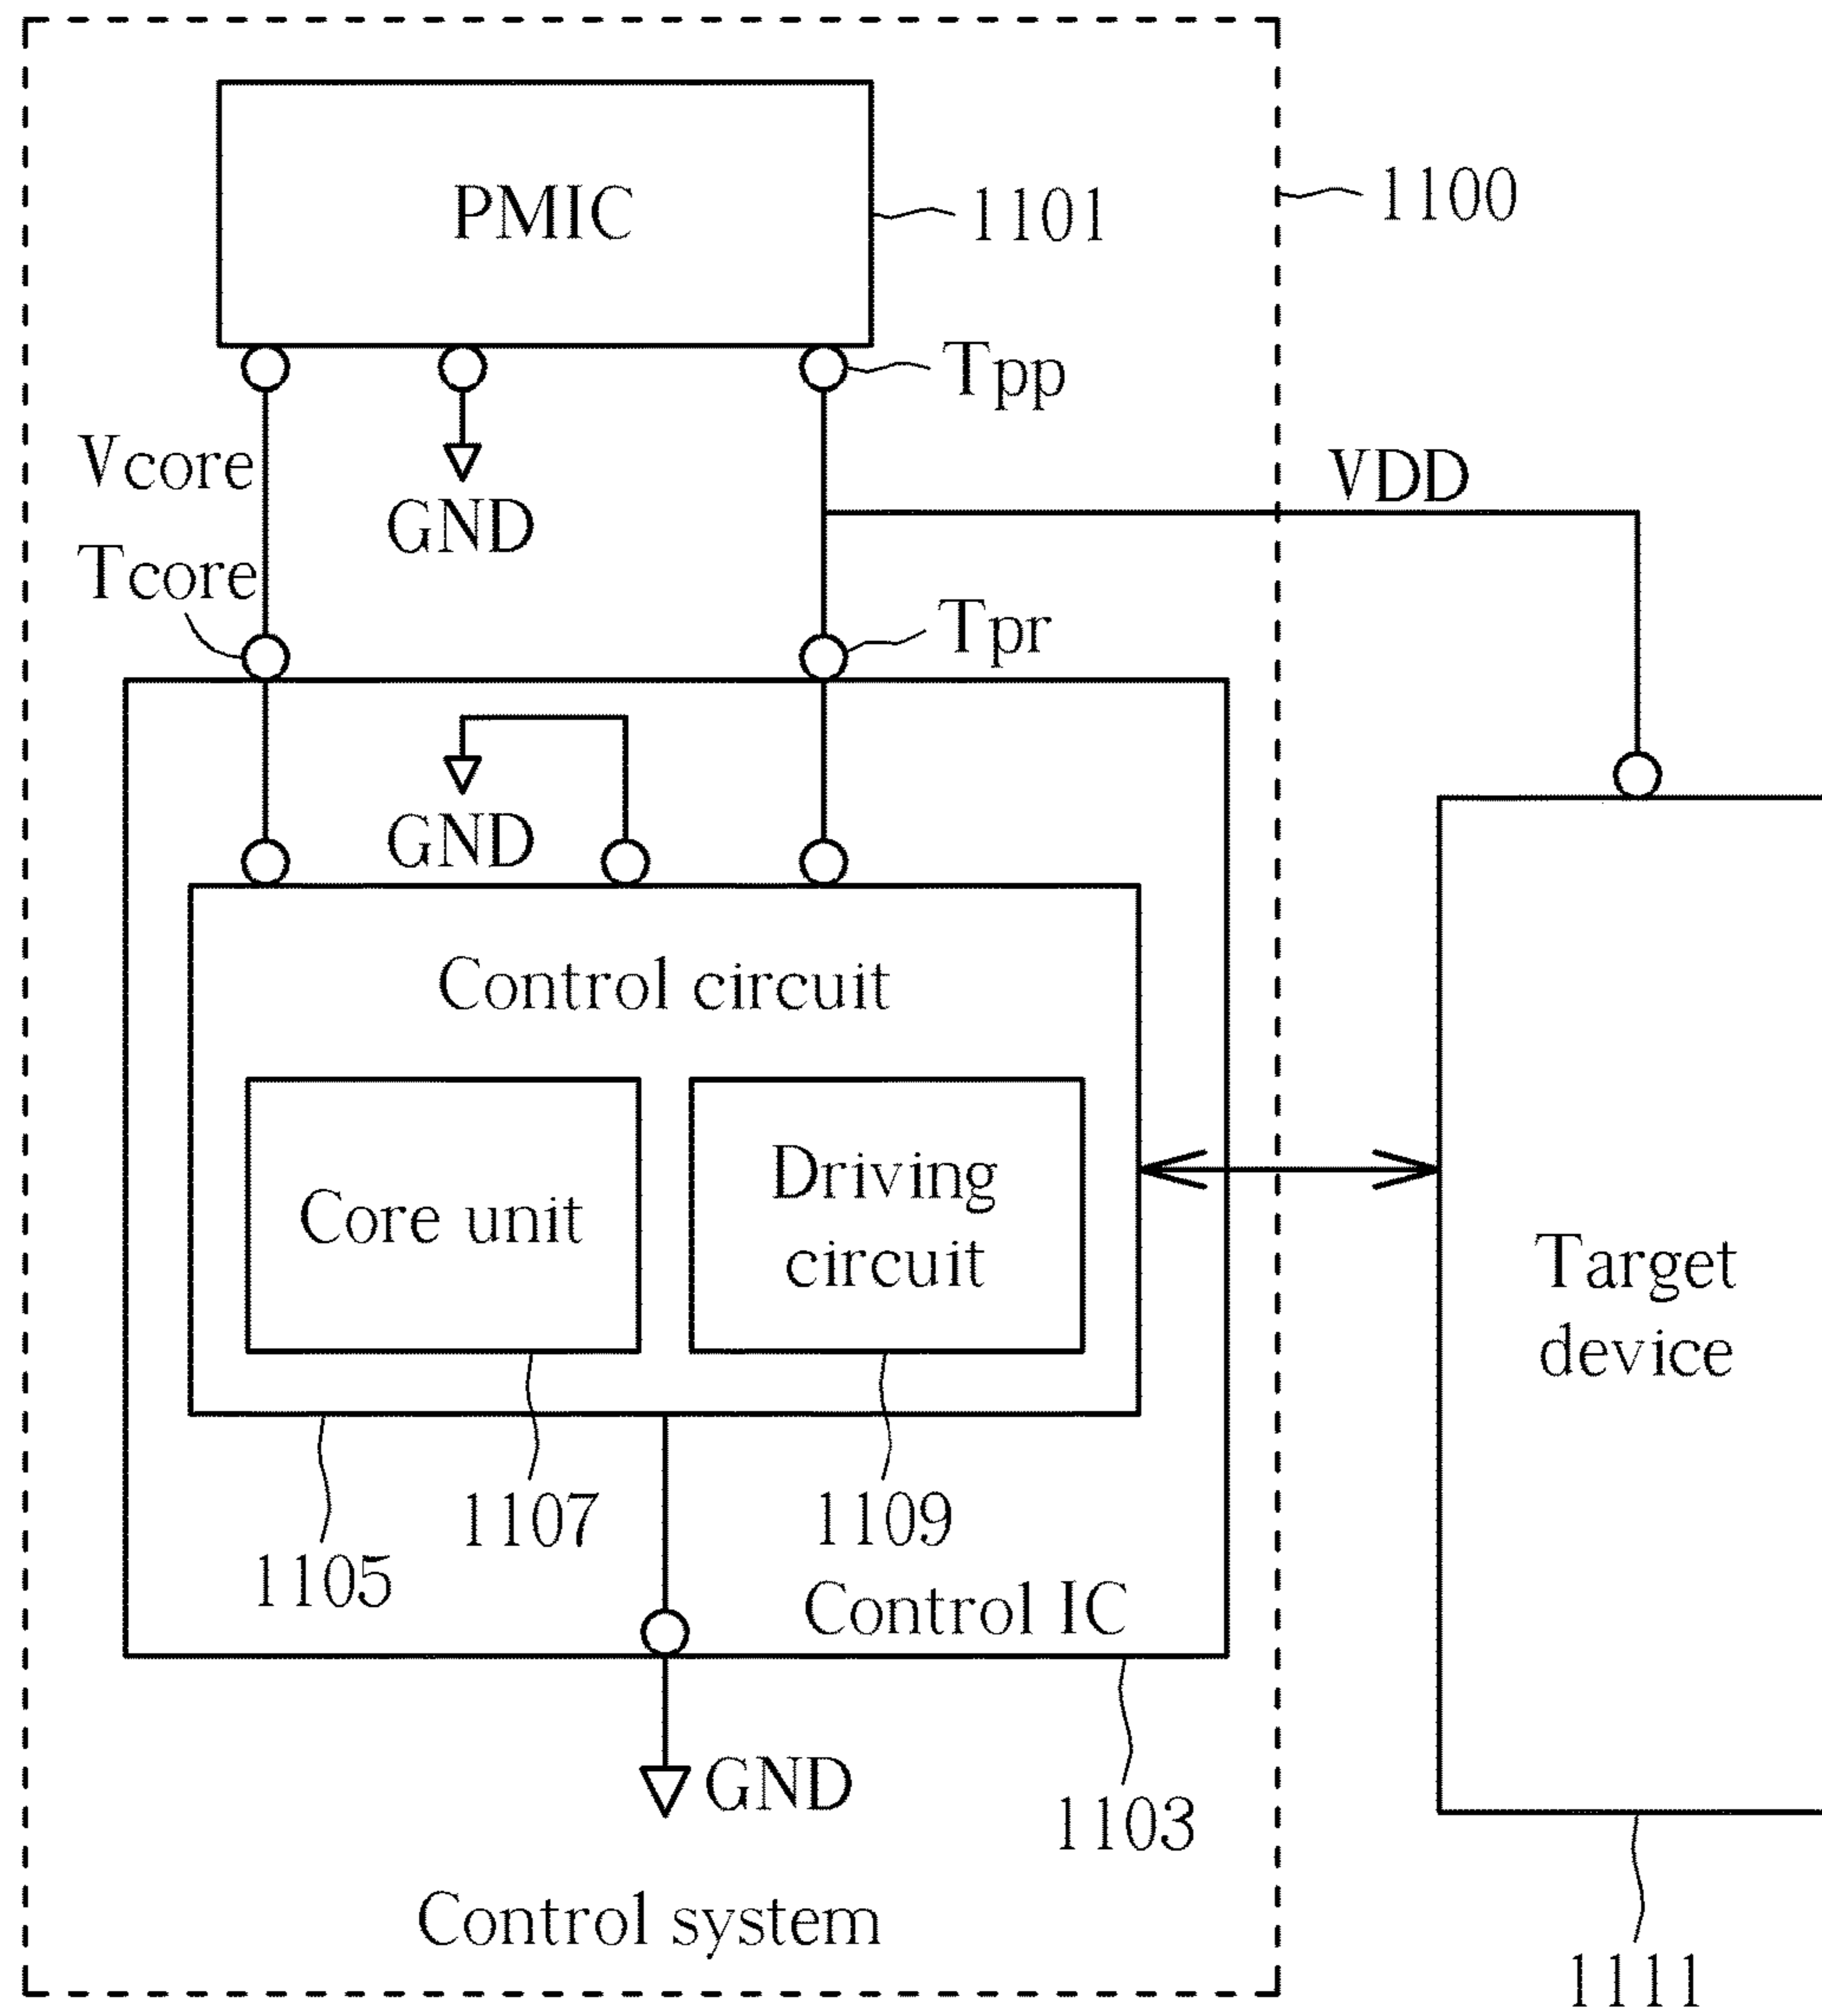 PMIC
1101
1100
Tpp
Vcore
GND
VDD
Tcore
Tpr
GND
Control circuit
Core unit
Driving
circuit
Target
device
1107
1109
1105
Control IC
GND
1103
Control system
1111